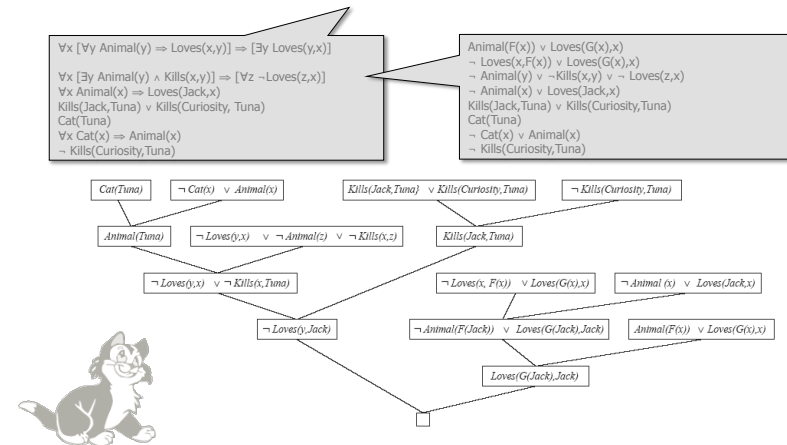 ∀x [∀y Animal(y) ⇒ Loves(x,y)] ⇒ [∃y Loves(y,x)]
∀x [∃y Animal(y) ∧ Kills(x,y)] ⇒ [∀z ¬Loves(z,x)]
∀x Animal(x) ⇒ Loves(Jack,x)
Kills(Jack,Tuna) ∨ Kills(Curiosity, Tuna)
Cat(Tuna)
∀x Cat(x) ⇒ Animal(x)
¬ Kills(Curiosity,Tuna)
Animal(F(x)) ∨ Loves(G(x),x)
¬ Loves(x,F(x)) ∨ Loves(G(x),x)
¬ Animal(y) ∨ ¬Kills(x,y) ∨ ¬ Loves(z,x)
¬ Animal(x) ∨ Loves(Jack,x)
Kills(Jack,Tuna) ∨ Kills(Curiosity,Tuna)
Cat(Tuna)
¬ Cat(x) ∨ Animal(x)
¬ Kills(Curiosity,Tuna)
Cat(Tuna) ¬ Cat(x) ∨ Animal(x) Kills(Jack,Tuna} ∨ Kills(Curiosity,Tuna) ¬ Kills(Curiosity,Tuna)
Animal(Tuna) ¬ Loves(y,x) ∨ ¬ Animal(z) ∨ ¬ Kills(x,z) Kills(Jack,Tuna)
¬ Loves(y,x) ∨ ¬ Kills(x,Tuna) ¬ Loves(x, F(x)) ∨ Loves(G(x),x) ¬ Animal (x) ∨ Loves(Jack,x)
¬ Loves(y,Jack) ¬ Animal(F(Jack)) ∨ Loves(G(Jack),Jack) Animal(F(x)) ∨ Loves(G(x),x)
Loves(G(Jack),Jack)